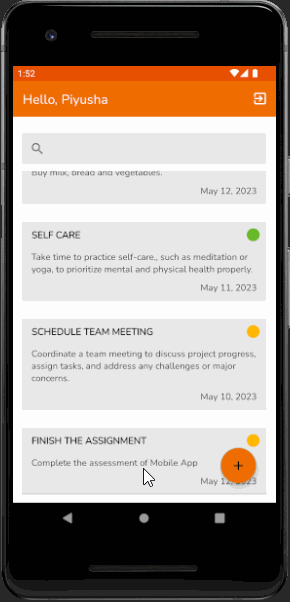 1:52
Hello, Piyusha
Buy milk, bread and vegetables.
May 12, 2023
SELF CARE
Take time to practice self-care,, such as meditation or
yoga, to prioritize mental and physical health properly.
May 11, 2023
SCHEDULE TEAM MEETING
Coordinate a team meeting to discuss project progress,
assign tasks, and address any challenges or major
concerns.
May 10, 2023
FINISH THE ASSIGNMENT
Complete the assessment of Mobile App
+
May 12, 2023